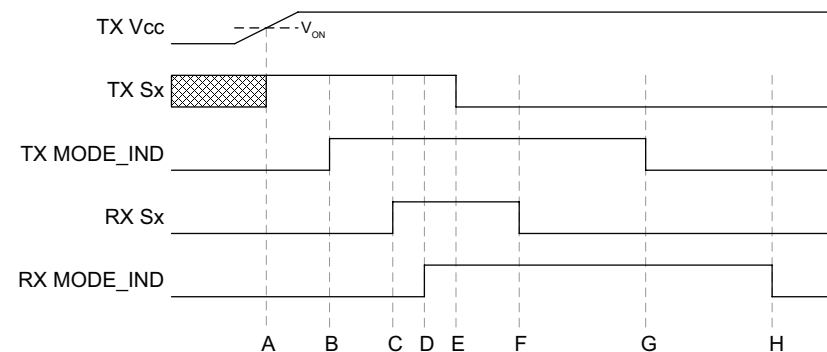 TX Vcc
V_ON
TX Sx
TX MODE_IND
RX Sx
RX MODE_IND
A B C D E F G H